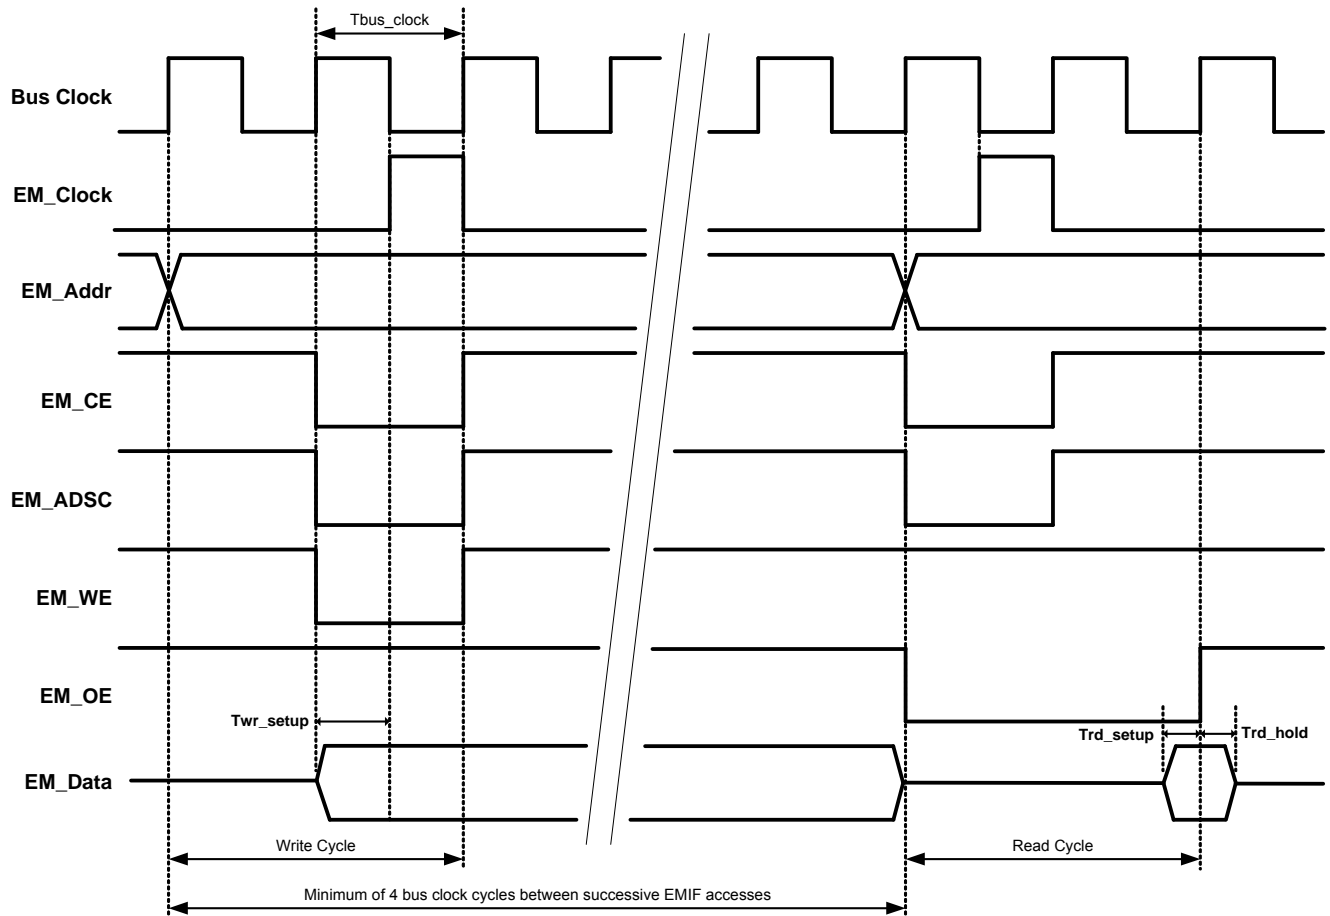 Tbus_clock
Bus Clock
EM_Clock
EM_Addr
EM_CE
EM_ADSC
EM_WE
EM_OE
Twr_setup
Trd_setup
Trd_hold
EM_Data
Write Cycle
Read Cycle
Minimum of 4 bus clock cycles between successive EMIF accesses